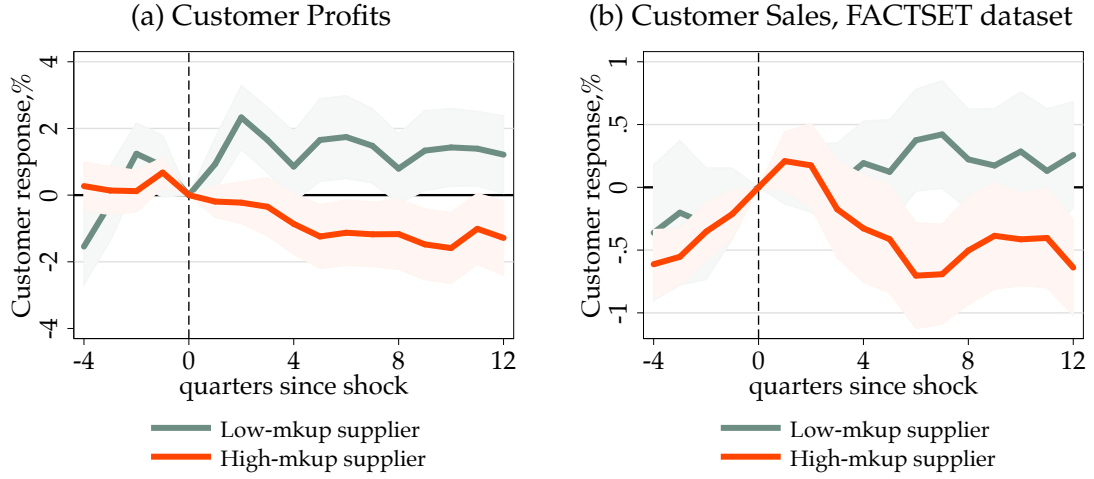 (a) Customer Profits
Customer response,%
4
2
0
-2
-4
-4 0 4 8 12
quarters since shock
Low-mkup supplier
High-mkup supplier
(b) Customer Sales, FACTSET dataset
Customer response,%
1
.5
0
-.5
-1
-4 0 4 8 12
quarters since shock
Low-mkup supplier
High-mkup supplier